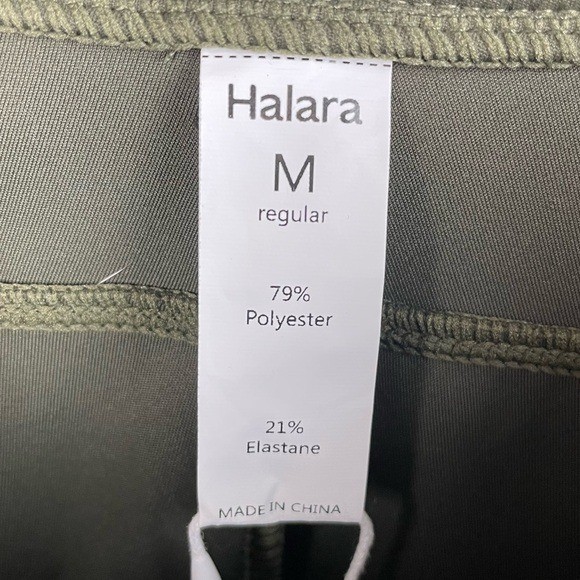 Halara
M
regular
79%
Polyester
21%
Elastane
MADE IN CHINA